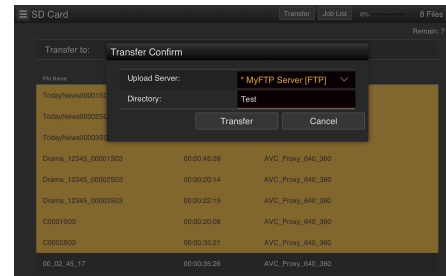 SD Card Transfer Job List 0% 8 Files
Remain: 7
Transfer to: Transfer Confirm
Upload Server: * MyFTP Server [FTP]
File Name
Directory: Test
TodayNews00001S0
TodayNews00002S0
Transfer Cancel
TodayNews00003S0
Drama_12345_00001S03 00:00:45:26 AVC_Proxy_640_360
Drama_12345_00002S03 00:00:20:14 AVC_Proxy_640_360
Drama_12345_00003S03 00:00:22:19 AVC_Proxy_640_360
C0001S03 00:00:20:08 AVC_Proxy_640_360
C0002S03 00:00:35:21 AVC_Proxy_640_360
00_02_45_17 00:00:35:26 AVC_Proxy_640_360